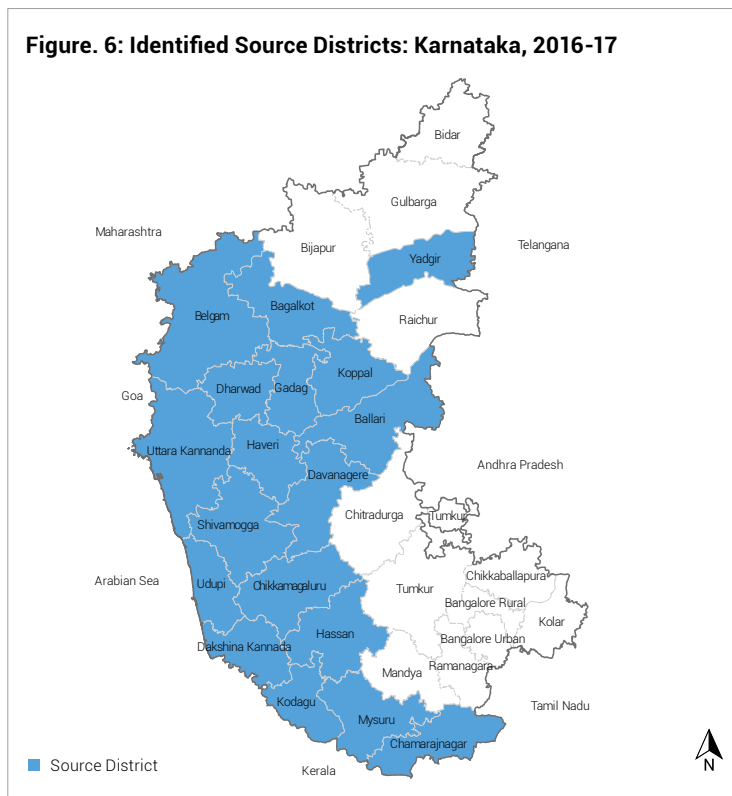 Figure. 6: Identified Source Districts: Karnataka, 2016-17
Bidar
Gulbarga
Maharashtra
Bijapur
Telangana
Yadgir
Bagalkot
Belgam
Raichur
Koppal
Goa
Dharwad
Gadag
Ballari
Haveri
Uttara Kannanda
Andhra Pradesh
Davanagere
Chitradurga
Tumkur
Shivamogga
Arabian Sea
Udupi
Chikkamagaluru
Tumkur
Chikkaballapura
Bangalore Rural
Kolar
Hassan
Bangalore Urban
Dakshina Kannada
Ramanagara
Mandya
Kodagu
Tamil Nadu
Mysuru
Chamarajnagar
Source District
Kerala
N